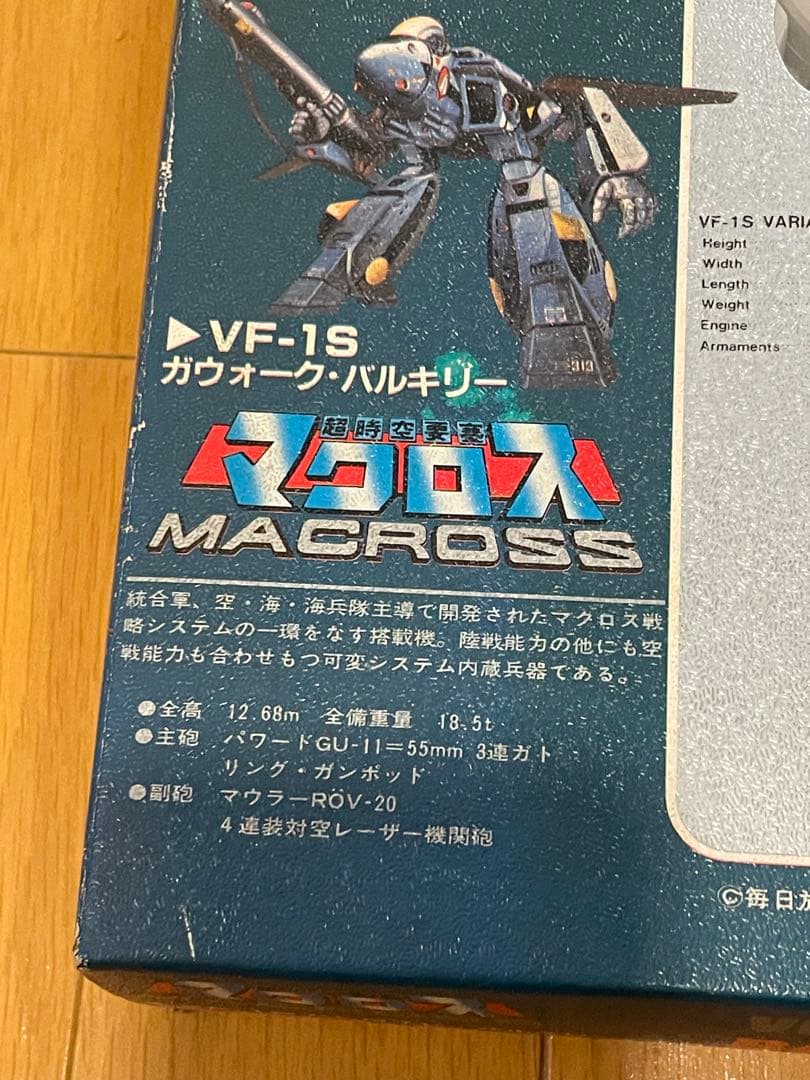 ▶VF-1S
ガウォーク・バルキリー
超時空要塞
マクロス
MACROSS
統合軍、空・海・海兵隊主導で開発されたマクロス戦
略システムの一環をなす搭載機。陸戦能力の他にも空
戦能力も合わせもつ可変システム内蔵兵器である。
●全高 12.68m 全備重量 18.5t
●主砲 パワードGU-11=55mm 3連ガト
リング・ガンポッド
●副砲 マウラーRÖV-20
4連装対空レーザー機関砲
VF-1S VARIA
Height
Width
Length
Weight
Engine
Armaments
©毎日放
313
マクロス